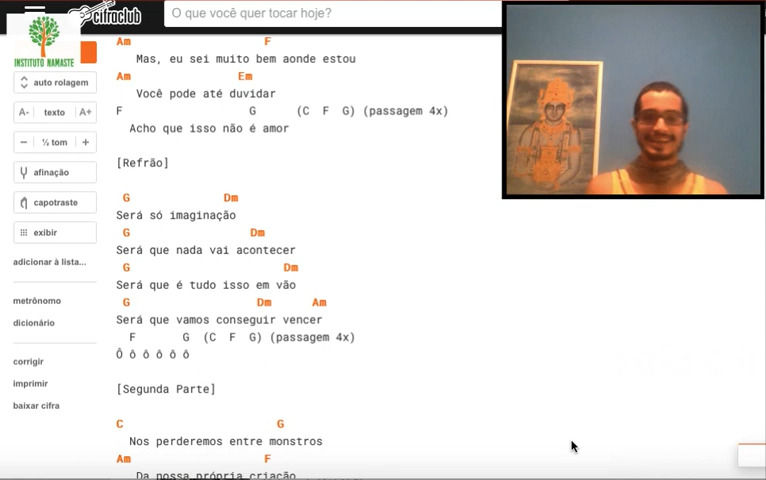 cifraclub
O que você quer tocar hoje?
INSTITUTO NAMASTE
auto rolagem
A- texto A+
− ½ tom +
afinação
capotraste
exibir
adicionar à lista...
metrônomo
dicionário
corrigir
imprimir
baixar cifra
Am F
Mas, eu sei muito bem aonde estou
Am Em
Você pode até duvidar
F G (C F G) (passagem 4x)
Acho que isso não é amor
[Refrão]
G Dm
Será só imaginação
G Dm
Será que nada vai acontecer
G Dm
Será que é tudo isso em vão
G Dm Am
Será que vamos conseguir vencer
F G (C F G) (passagem 4x)
Ô ô ô ô ô ô
[Segunda Parte]
C G
Nos perderemos entre monstros
Am F
Da nossa própria criação